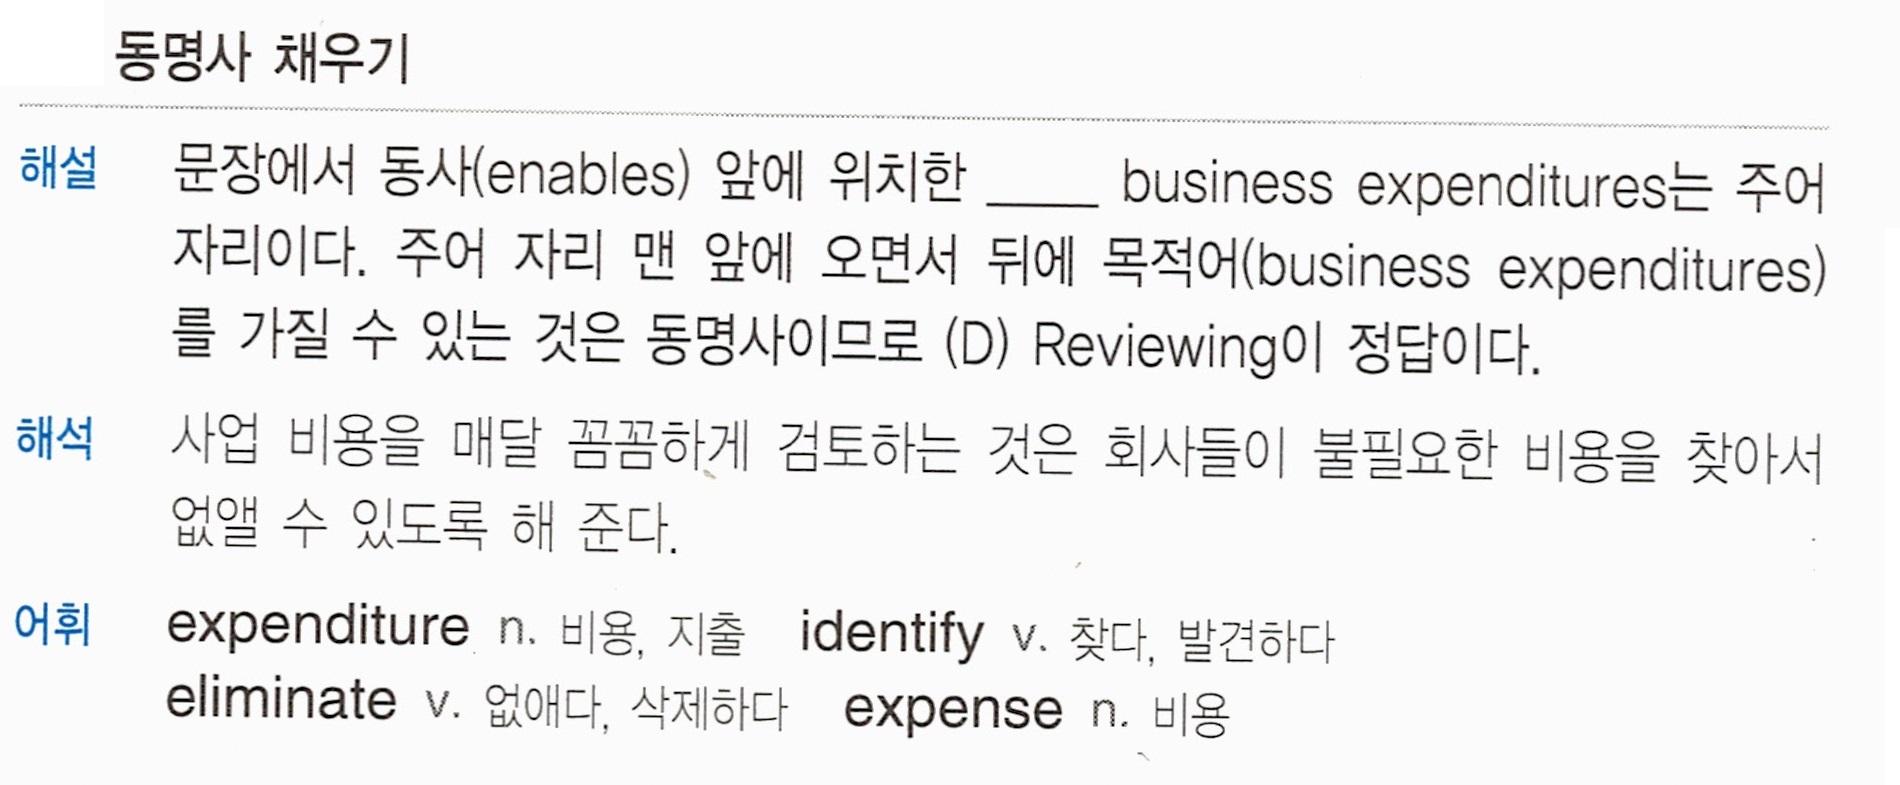 동명사 채우기
해설 문장에서 동사(enables) 앞에 위치한 ____ business expenditures는 주어
자리이다. 주어 자리 맨 앞에 오면서 뒤에 목적어(business expenditures)
를 가질 수 있는 것은 동명사이므로 (D) Reviewing이 정답이다.
해석 사업 비용을 매달 꼼꼼하게 검토하는 것은 회사들이 불필요한 비용을 찾아서
없앨 수 있도록 해 준다.
어휘 expenditure n. 비용, 지출 identify v. 찾다, 발견하다
eliminate v. 없애다, 삭제하다 expense n. 비용